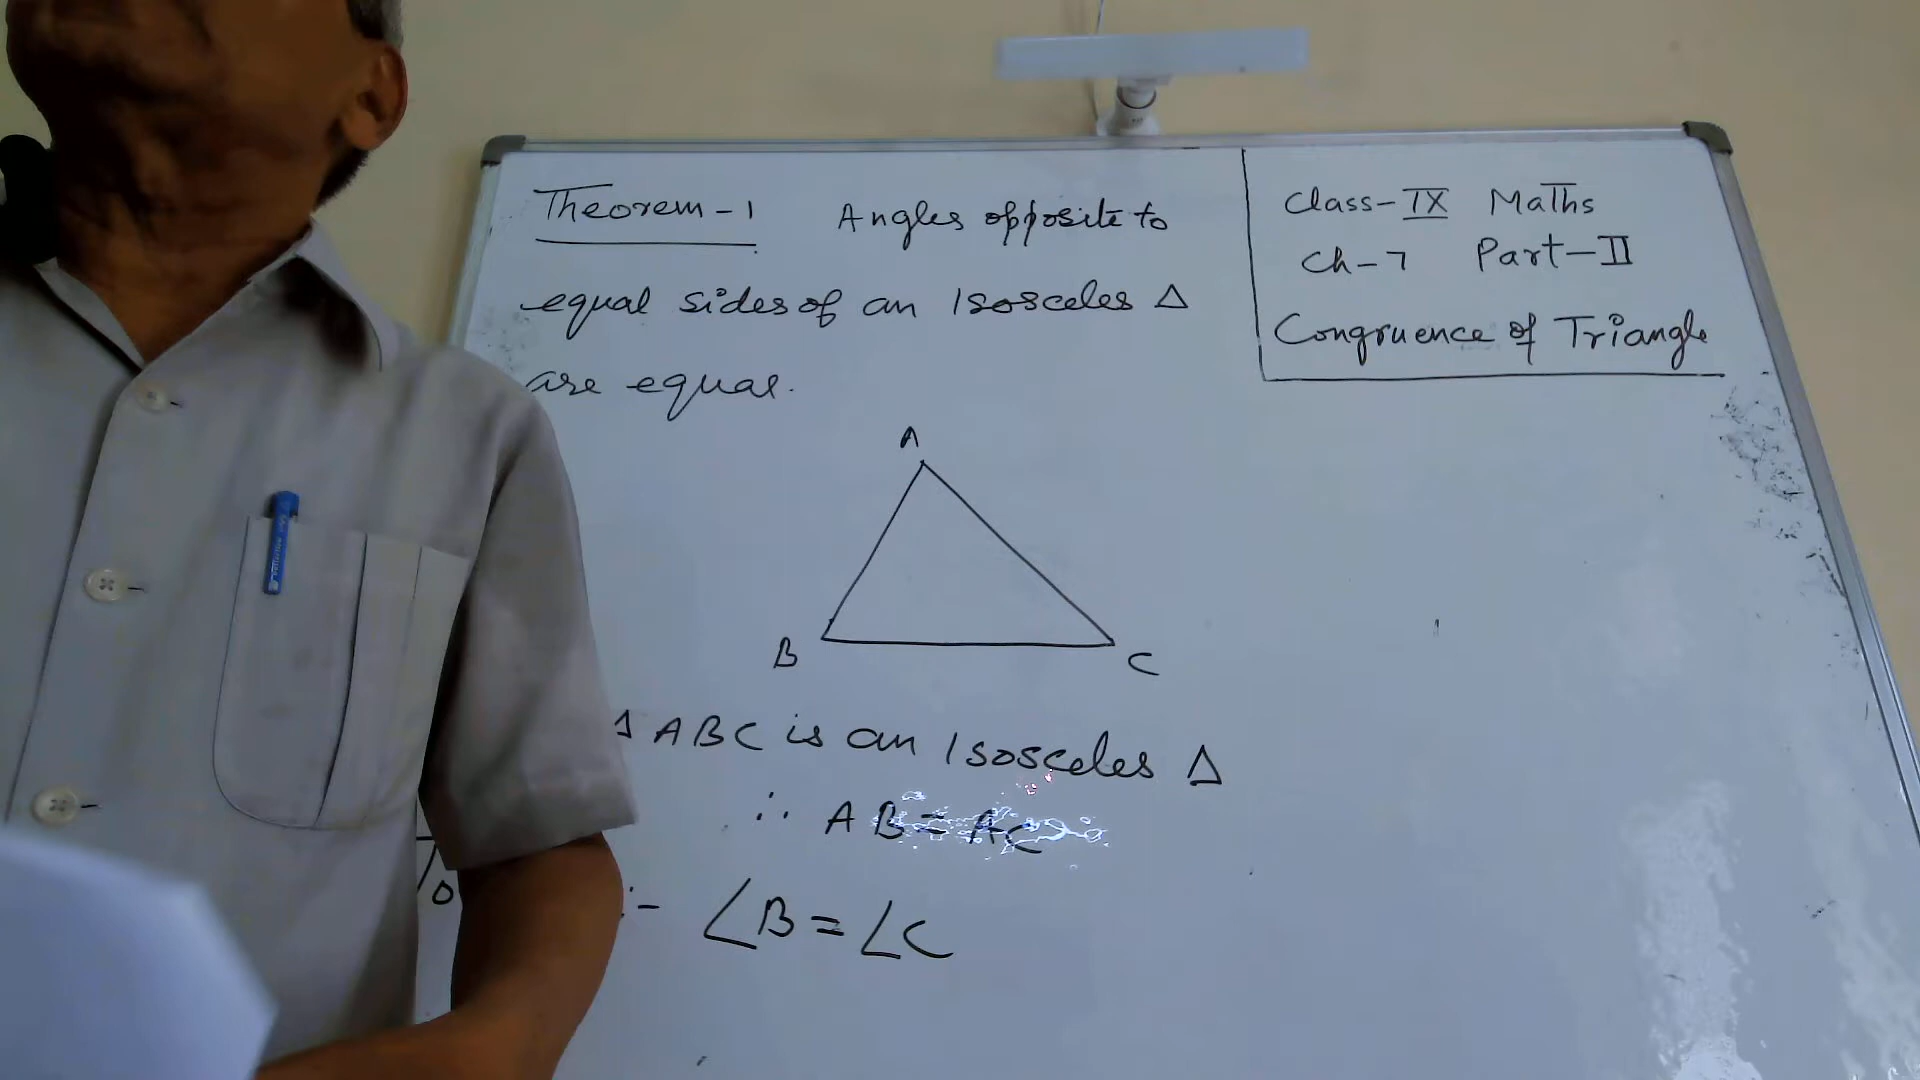 Theorem-1 Angles opposite to
equal sides of an Isosceles Δ
are equal.
Class-IX Maths
Ch-7 Part-II
Congruence of Triangle
A
B
C
ABC is an Isosceles Δ
∴ AB = AC
To :- ∠B = ∠C